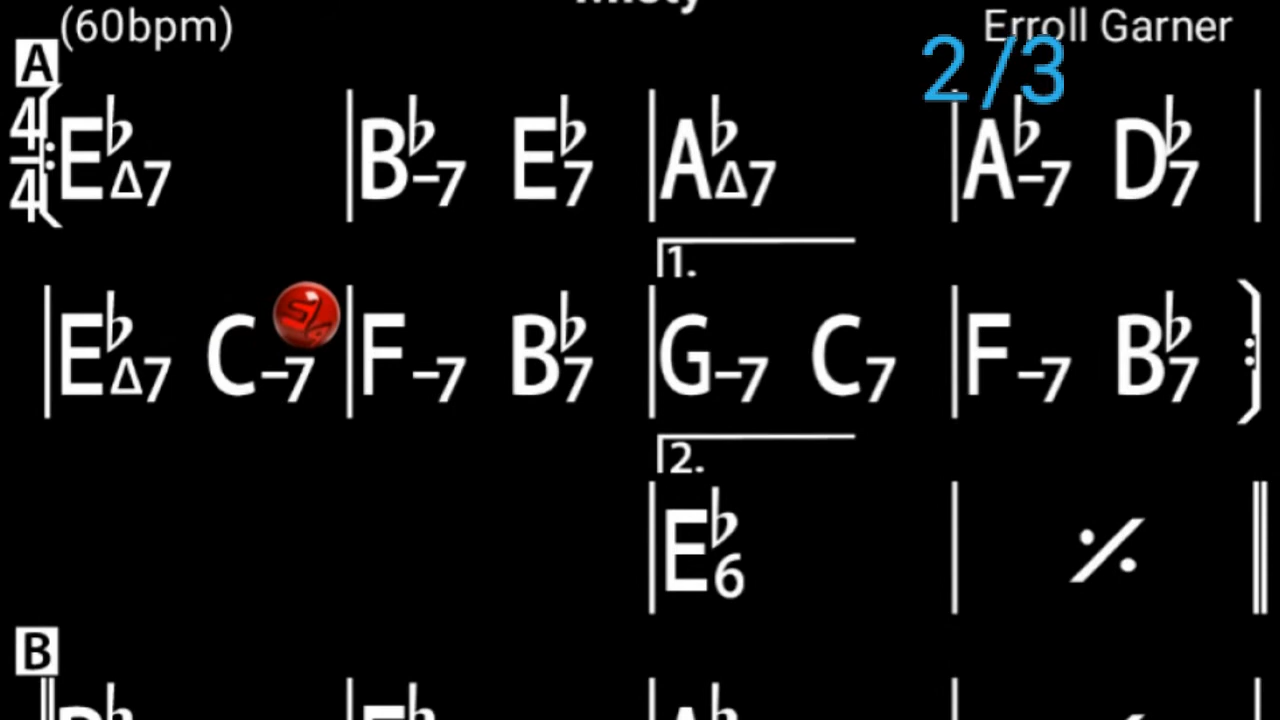 Misty
(60bpm) Erroll Garner
2/3
A
4/4 E♭Δ7 B♭-7 E♭7 A♭Δ7 A♭-7 D♭7
1.
E♭Δ7 C-7 F-7 B♭7 G-7 C7 F-7 B♭7
2.
E♭6 𝄎
B